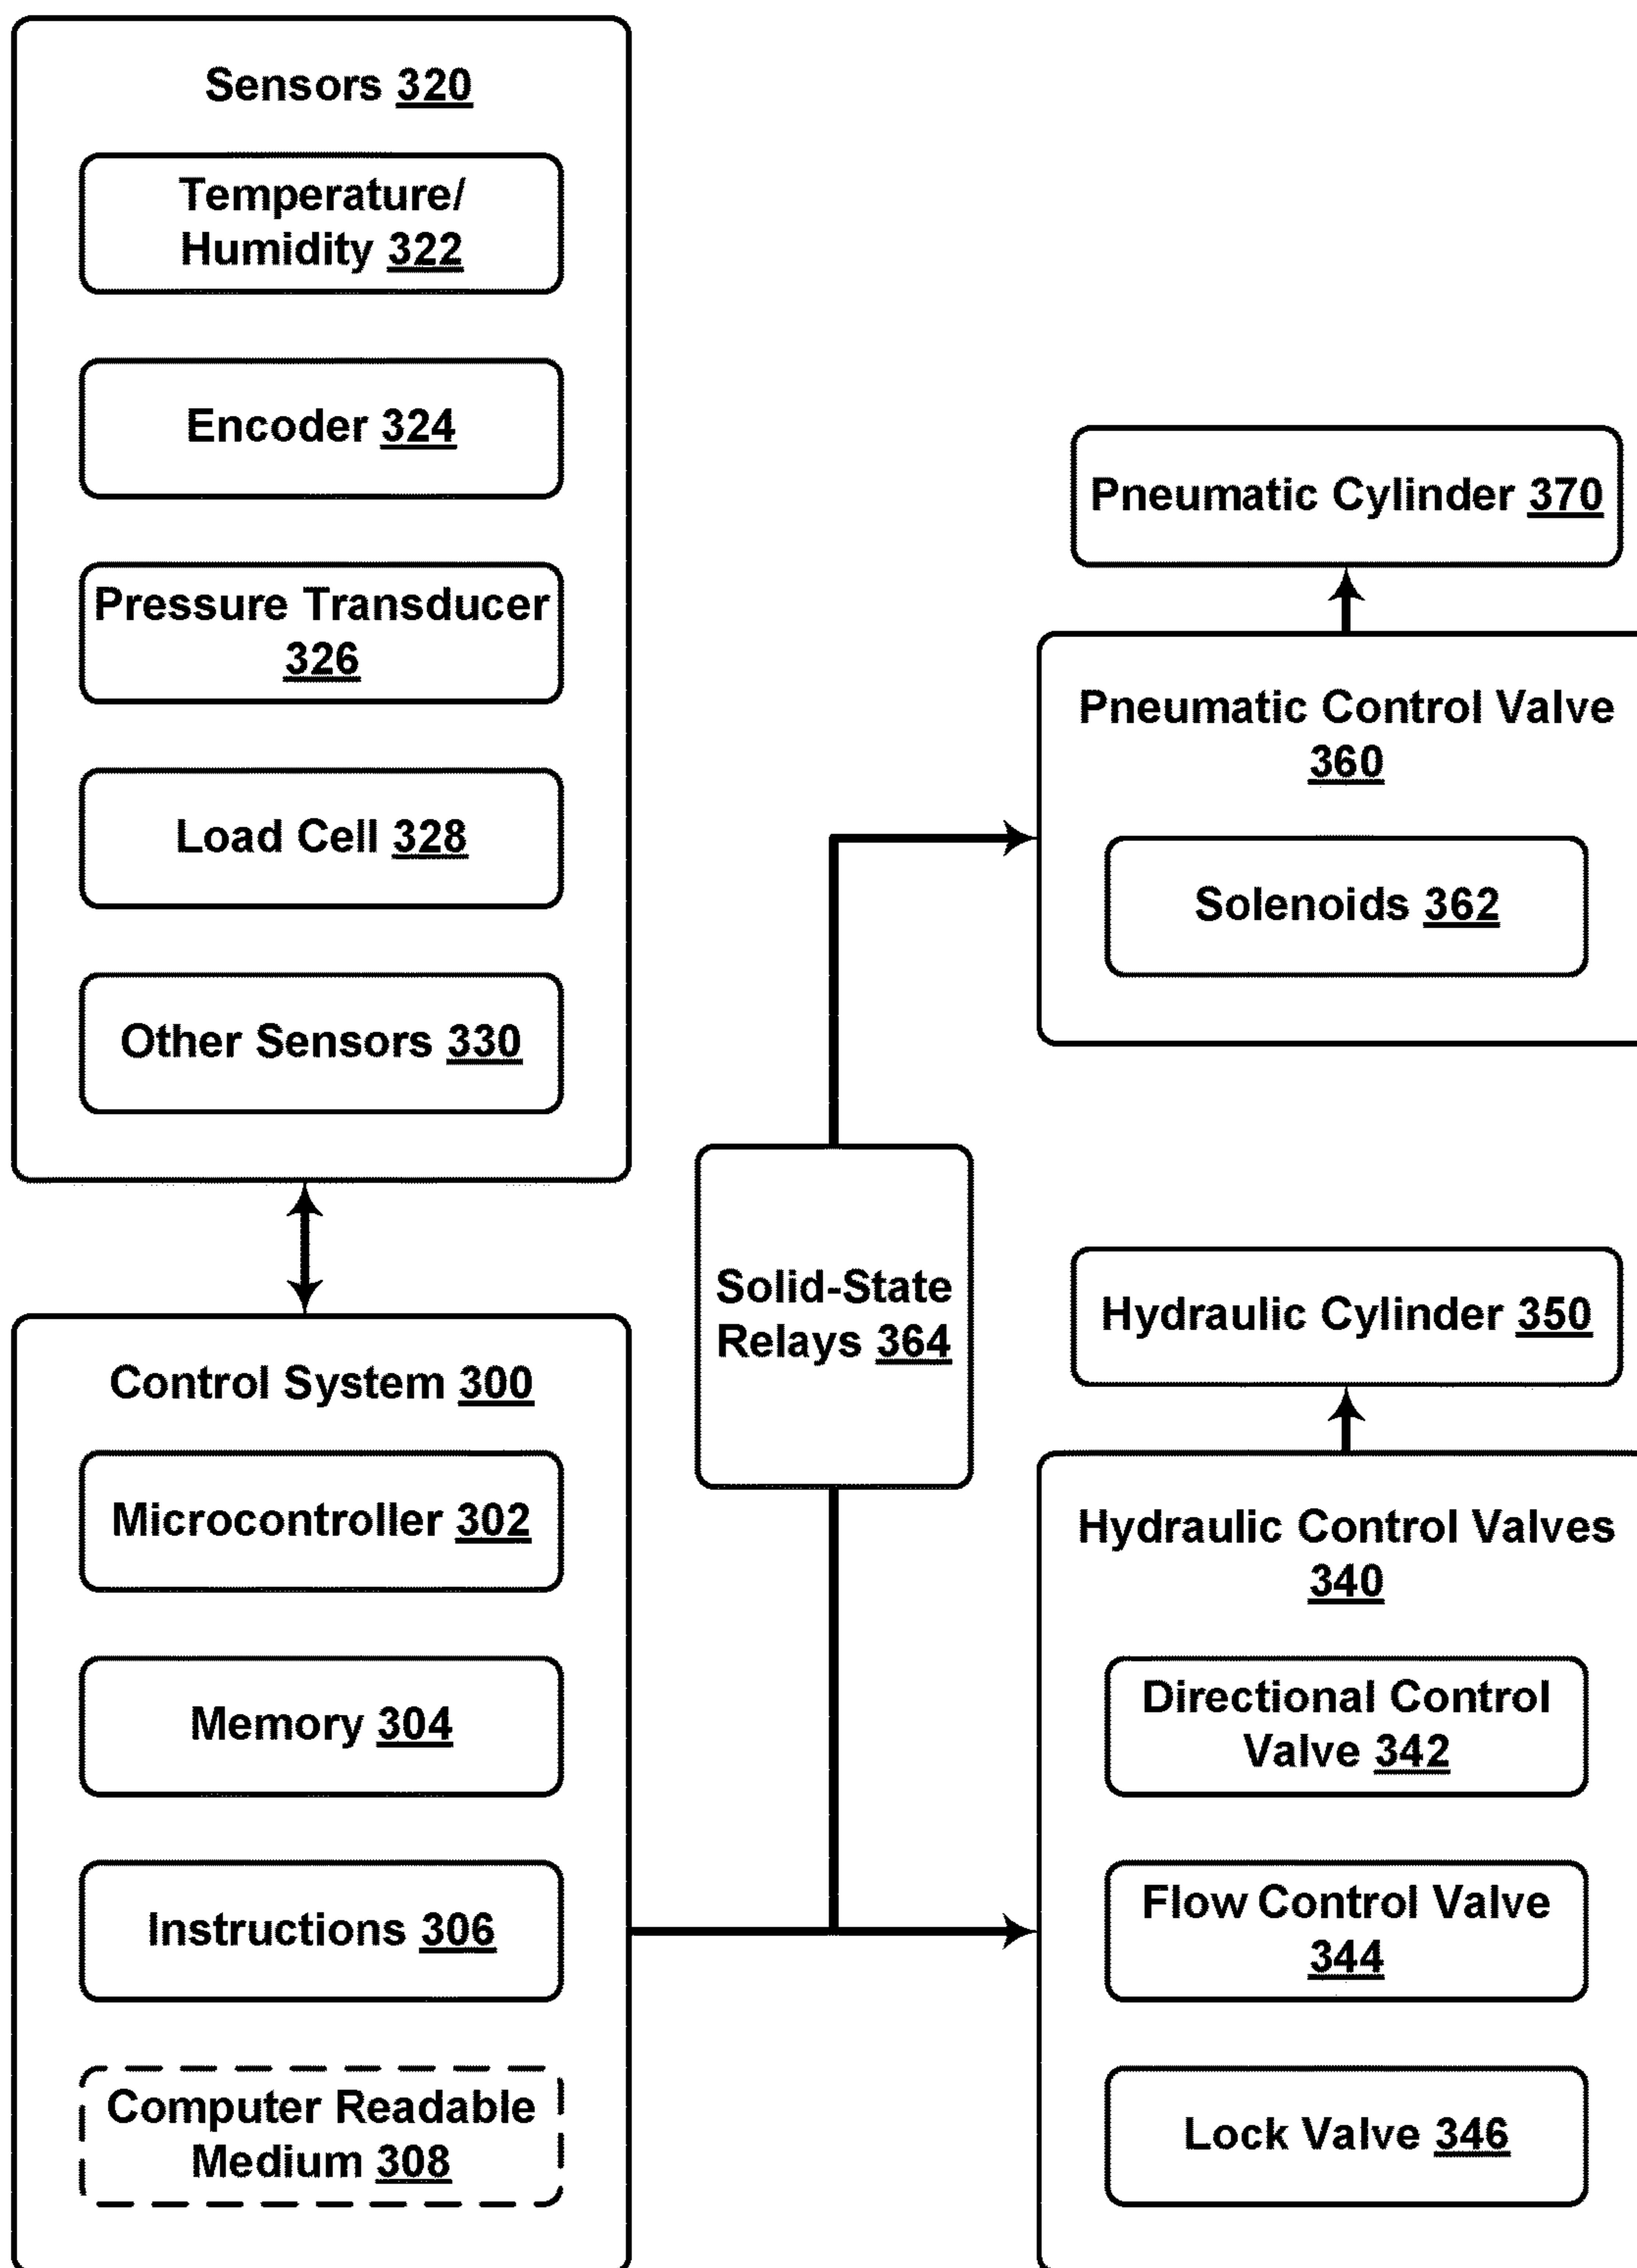 Sensors 320
Temperature/
Humidity 322
Encoder 324
Pressure Transducer
326
Load Cell 328
Other Sensors 330
Control System 300
Microcontroller 302
Memory 304
Instructions 306
Computer Readable
Medium 308
Solid-State
Relays 364
Pneumatic Cylinder 370
Pneumatic Control Valve
360
Solenoids 362
Hydraulic Cylinder 350
Hydraulic Control Valves
340
Directional Control
Valve 342
Flow Control Valve
344
Lock Valve 346